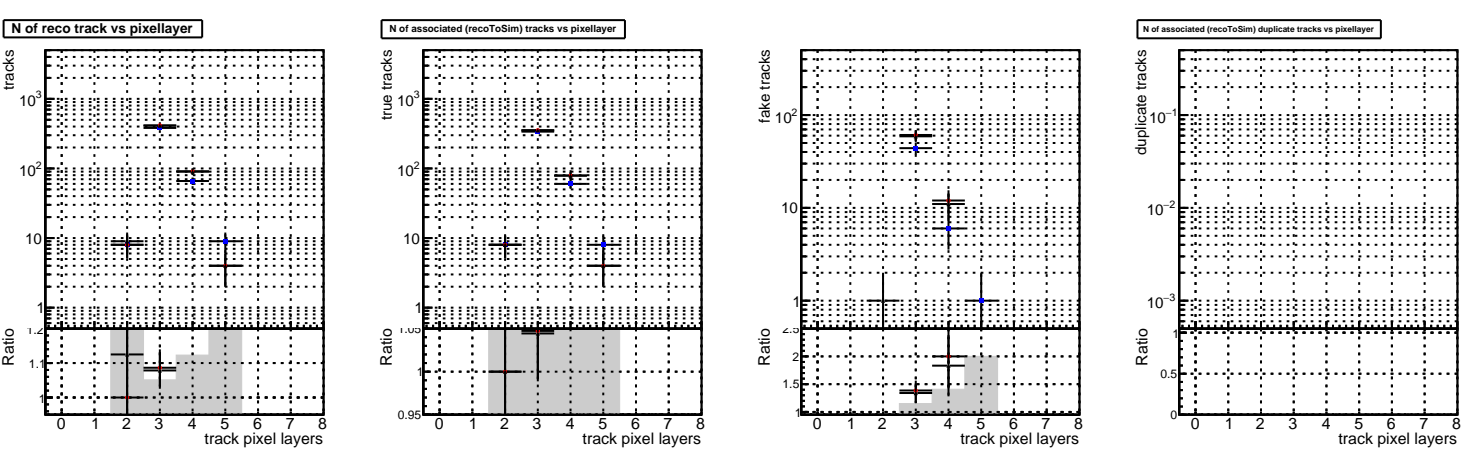 N of reco track vs pixellayer
tracks
10³
10²
10
1
Ratio
1.2
1.1
1
0 1 2 3 4 5 6 7 8
track pixel layers
N of associated (recoToSim) tracks vs pixellayer
true tracks
10³
10²
10
1
Ratio
1.05
1
0.95
0 1 2 3 4 5 6 7 8
track pixel layers
fake tracks
10²
10
1
Ratio
2.5
2
1.5
1
0 1 2 3 4 5 6 7 8
track pixel layers
N of associated (recoToSim) duplicate tracks vs pixellayer
duplicate tracks
10⁻¹
10⁻²
10⁻³
Ratio
1
0.5
0
0 1 2 3 4 5 6 7 8
track pixel layers